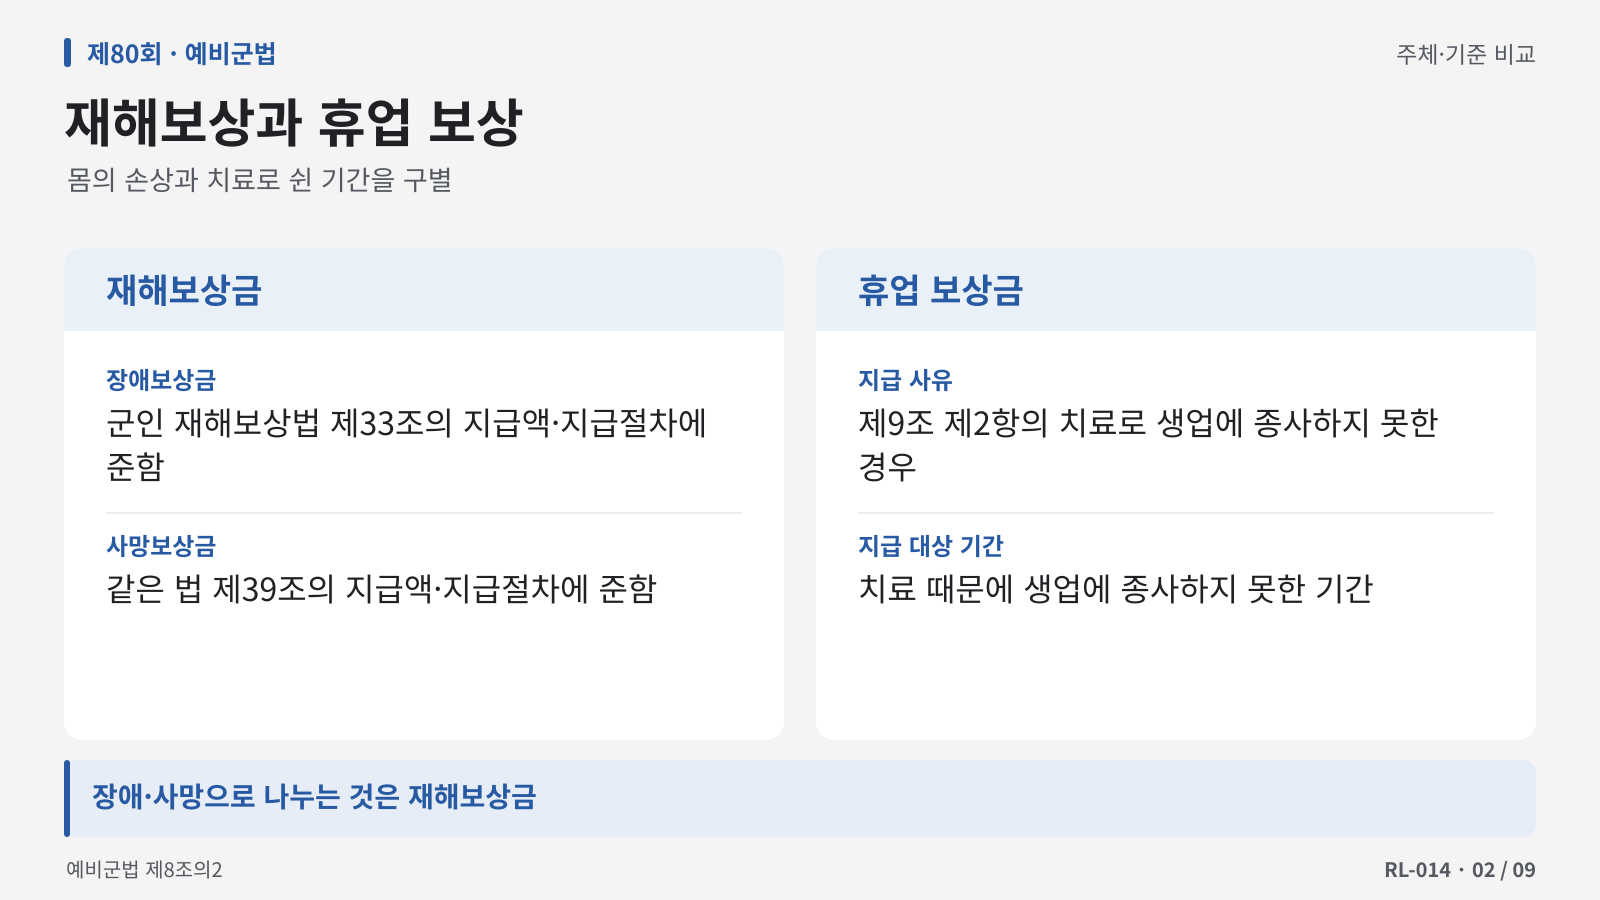 제80회 · 예비군법
주체·기준 비교
재해보상과 휴업 보상
몸의 손상과 치료로 쉰 기간을 구별
재해보상금
장애보상금
군인 재해보상법 제33조의 지급액·지급절차에
준함
사망보상금
같은 법 제39조의 지급액·지급절차에 준함
휴업 보상금
지급 사유
제9조 제2항의 치료로 생업에 종사하지 못한
경우
지급 대상 기간
치료 때문에 생업에 종사하지 못한 기간
장애·사망으로 나누는 것은 재해보상금
예비군법 제8조의2
RL-014 · 02 / 09